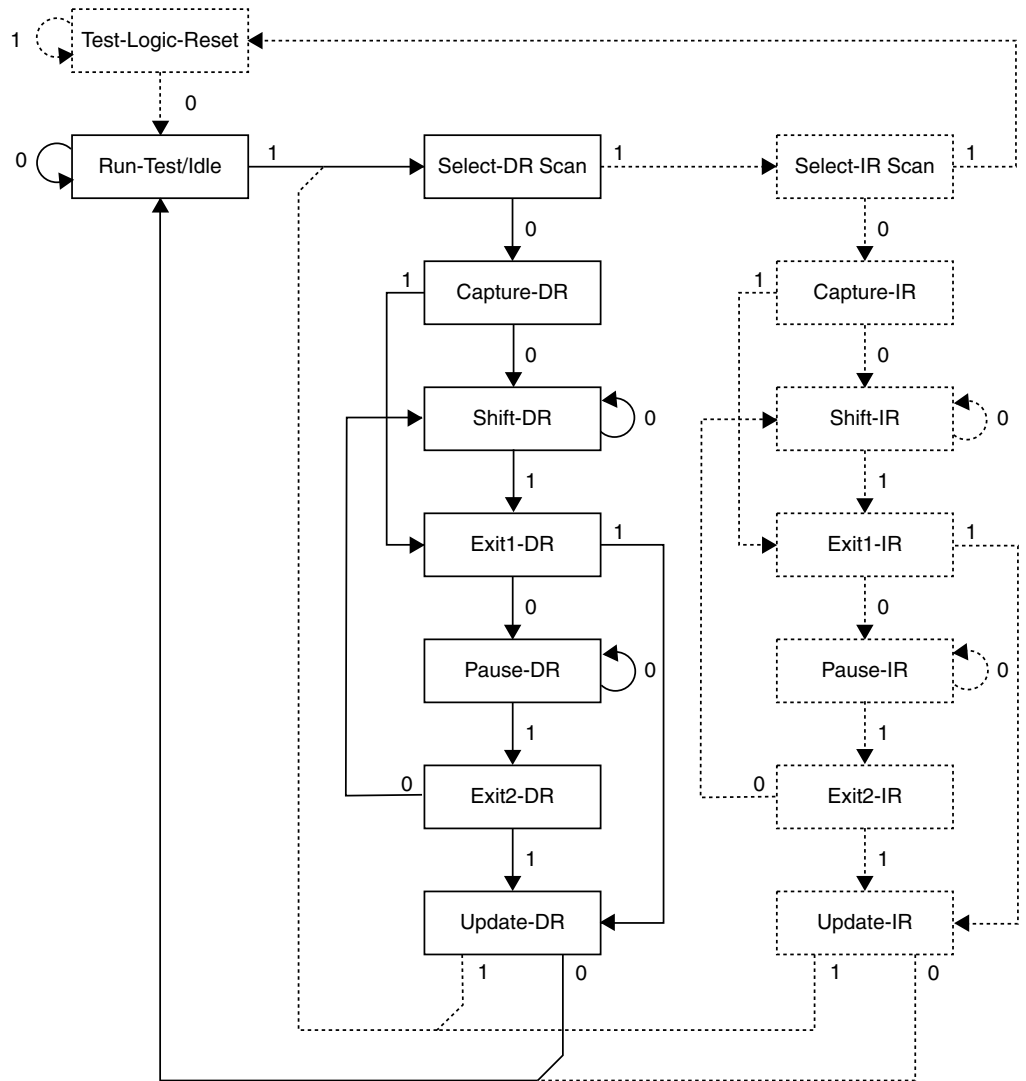 Test-Logic-Reset
1
0
Run-Test/Idle
0
1
Select-DR Scan
1
Select-IR Scan
1
0
0
Capture-DR
1
Capture-IR
1
0
0
Shift-DR
0
Shift-IR
0
1
1
Exit1-DR
1
Exit1-IR
1
0
0
Pause-DR
0
Pause-IR
0
1
1
Exit2-DR
0
Exit2-IR
0
1
1
Update-DR
Update-IR
1
0
1
0